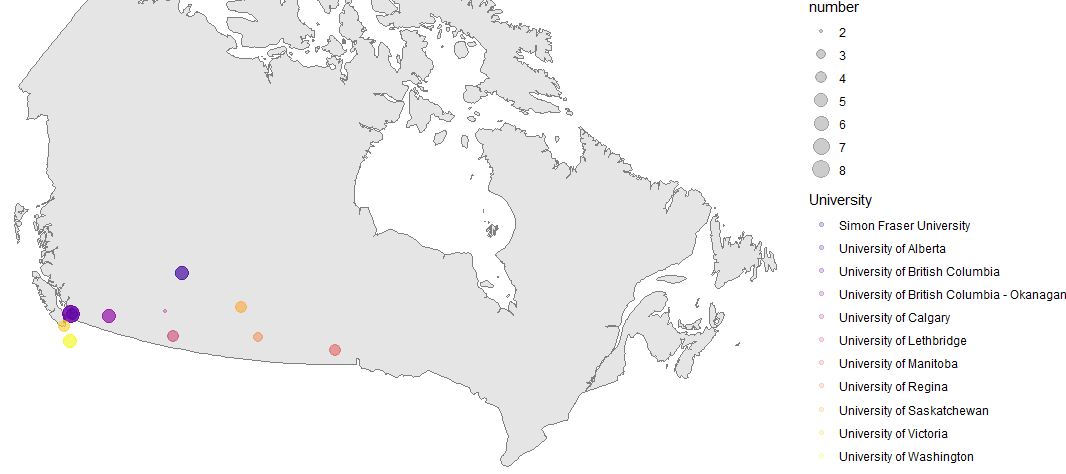 number
2
3
4
5
6
7
8
University
Simon Fraser University
University of Alberta
University of British Columbia
University of British Columbia - Okanagan
University of Calgary
University of Lethbridge
University of Manitoba
University of Regina
University of Saskatchewan
University of Victoria
University of Washington